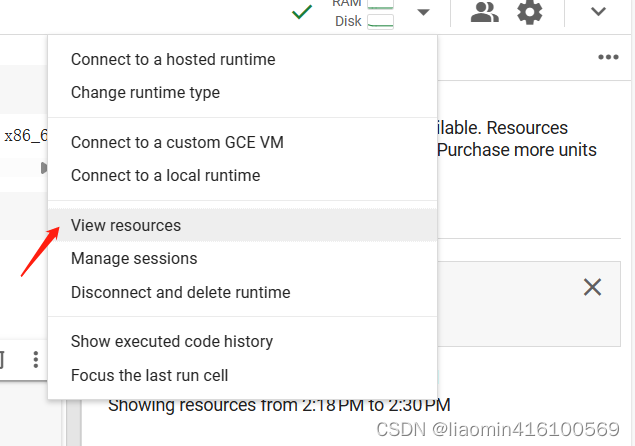 RAM
Disk
Connect to a hosted runtime
Change runtime type
x86_6
ilable. Resources
Connect to a custom GCE VM
Purchase more units
Connect to a local runtime
View resources
Manage sessions
Disconnect and delete runtime
Show executed code history
Focus the last run cell
Showing resources from 2:18 PM to 2:30 PM
CSDN @liaomin416100569